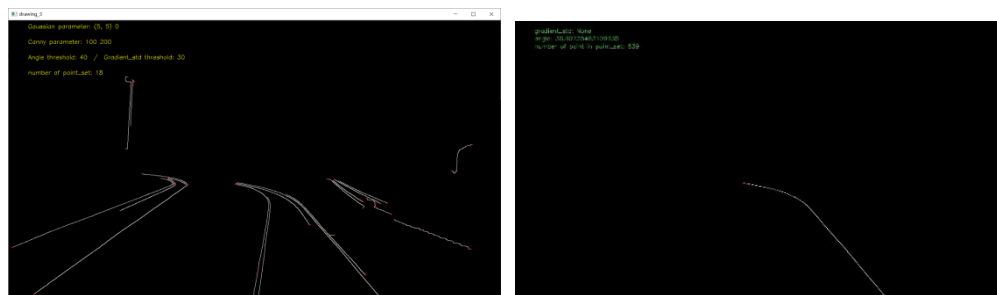 drawing_3
Gaussian parameter: (5, 5) 0
Canny parameter: 100 200
Angle threshold: 40 / Gradient_std threshold: 30
number of point_set: 18
gradient_std: None
angle:
number of point in point_set: 539